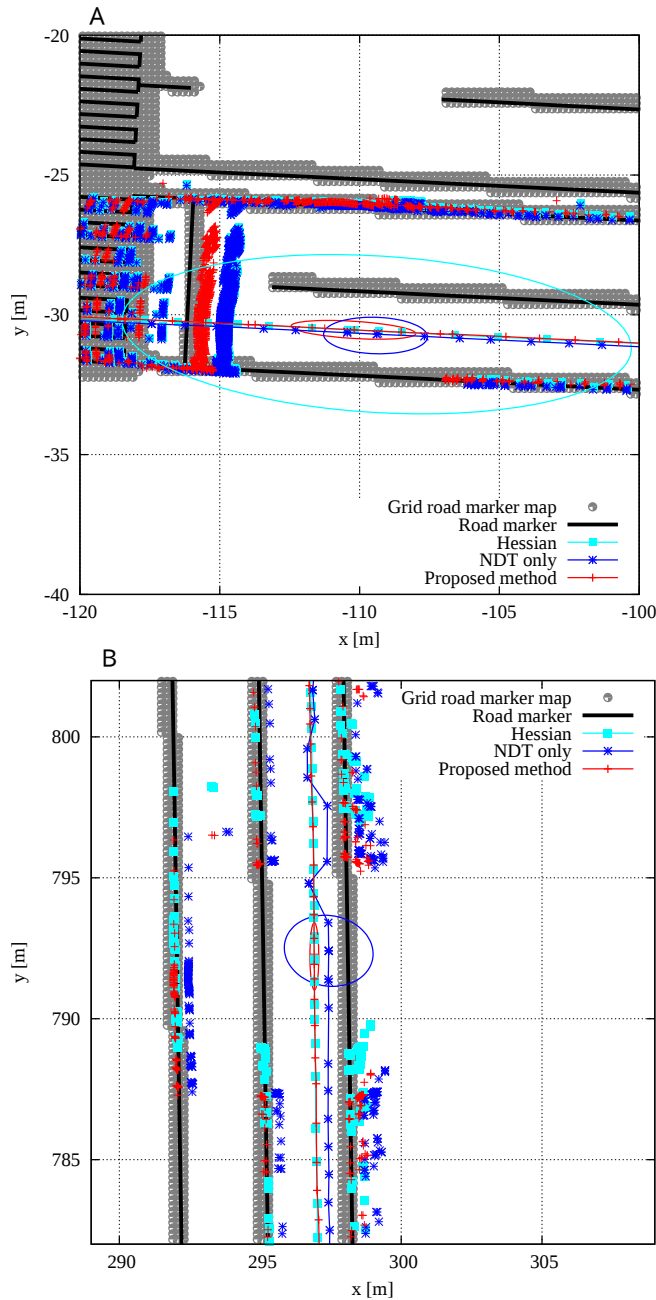 A
-20
-25
-30
-35
-40
y [m]
Grid road marker map
Road marker
Hessian
NDT only
Proposed method
-120 -115 -110 -105 -100
x [m]
B
800
795
790
785
y [m]
Grid road marker map
Road marker
Hessian
NDT only
Proposed method
290 295 300 305
x [m]